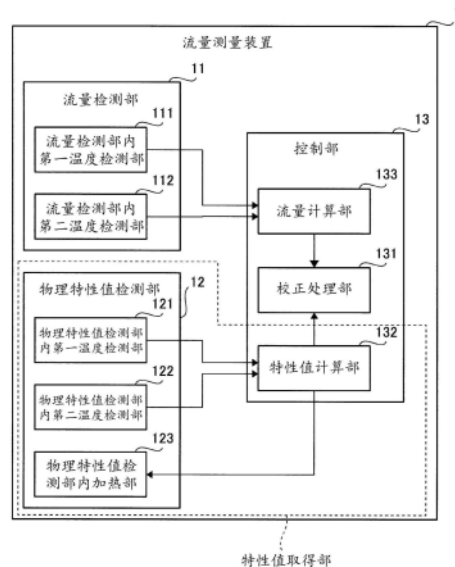 流量测量装置
11
流量检测部
111
流量检测部内
第一温度检测部
112
流量检测部内
第二温度检测部
13
控制部
133
流量计算部
131
校正处理部
132
特性值计算部
12
物理特性值检测部
121
物理特性值检测部
内第一温度检测部
122
物理特性值检测部
内第二温度检测部
123
物理特性值检
测部内加热部
特性值取得部